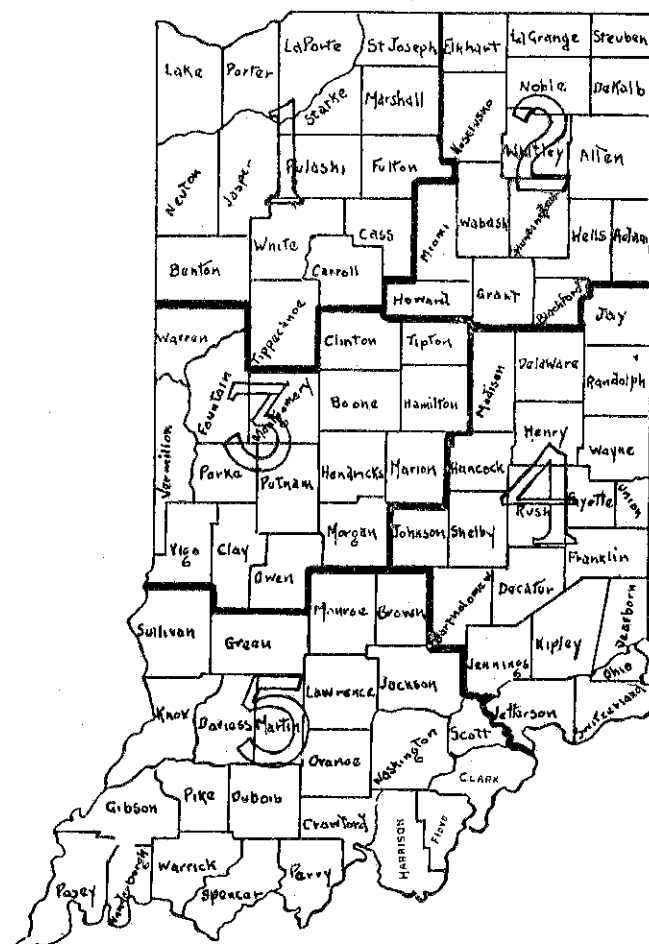 LaPorte
St Joseph
Elkhart
LaGrange
Steuben
Lake
Porter
Starke
Marshall
Kosciusko
Noble
DeKalb
1
2
Newton
Jasper
Pulaski
Fulton
Whitley
Allen
White
Cass
Miami
Wabash
Huntington
Wells
Adam
Benton
Carroll
Howard
Grant
Blackford
Jay
Warren
Tippecanoe
Clinton
Tipton
Madison
Delaware
Randolph
Fountain
Montgomery
3
Boone
Hamilton
Henry
Wayne
Vermilion
Parke
Putnam
Hendricks
Marion
Hancock
4
Rush
Fayette
Union
Vigo
Clay
Owen
Morgan
Johnson
Shelby
Franklin
Decatur
Sullivan
Green
Monroe
Brown
Bartholomew
Jennings
Ripley
Dearborn
Ohio
Knox
Daviess
Martin
5
Lawrence
Jackson
Jefferson
Switzerland
Scott
Orange
Washington
CLARK
Gibson
Pike
Dubois
Crawford
HARRISON
FLOYD
Posey
Vanderburgh
Warrick
Spencer
Perry